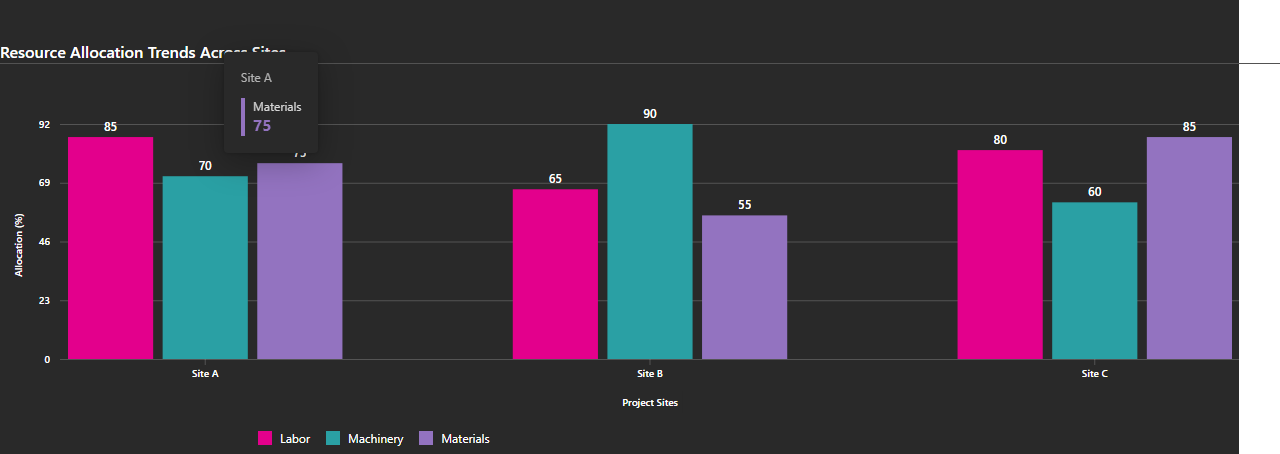 Resource Allocation Trends Across Sites
Site A
Materials
75
92
69
46
23
0
Allocation (%)
85
70
75
65
90
55
80
60
85
Site A
Site B
Site C
Project Sites
Labor
Machinery
Materials